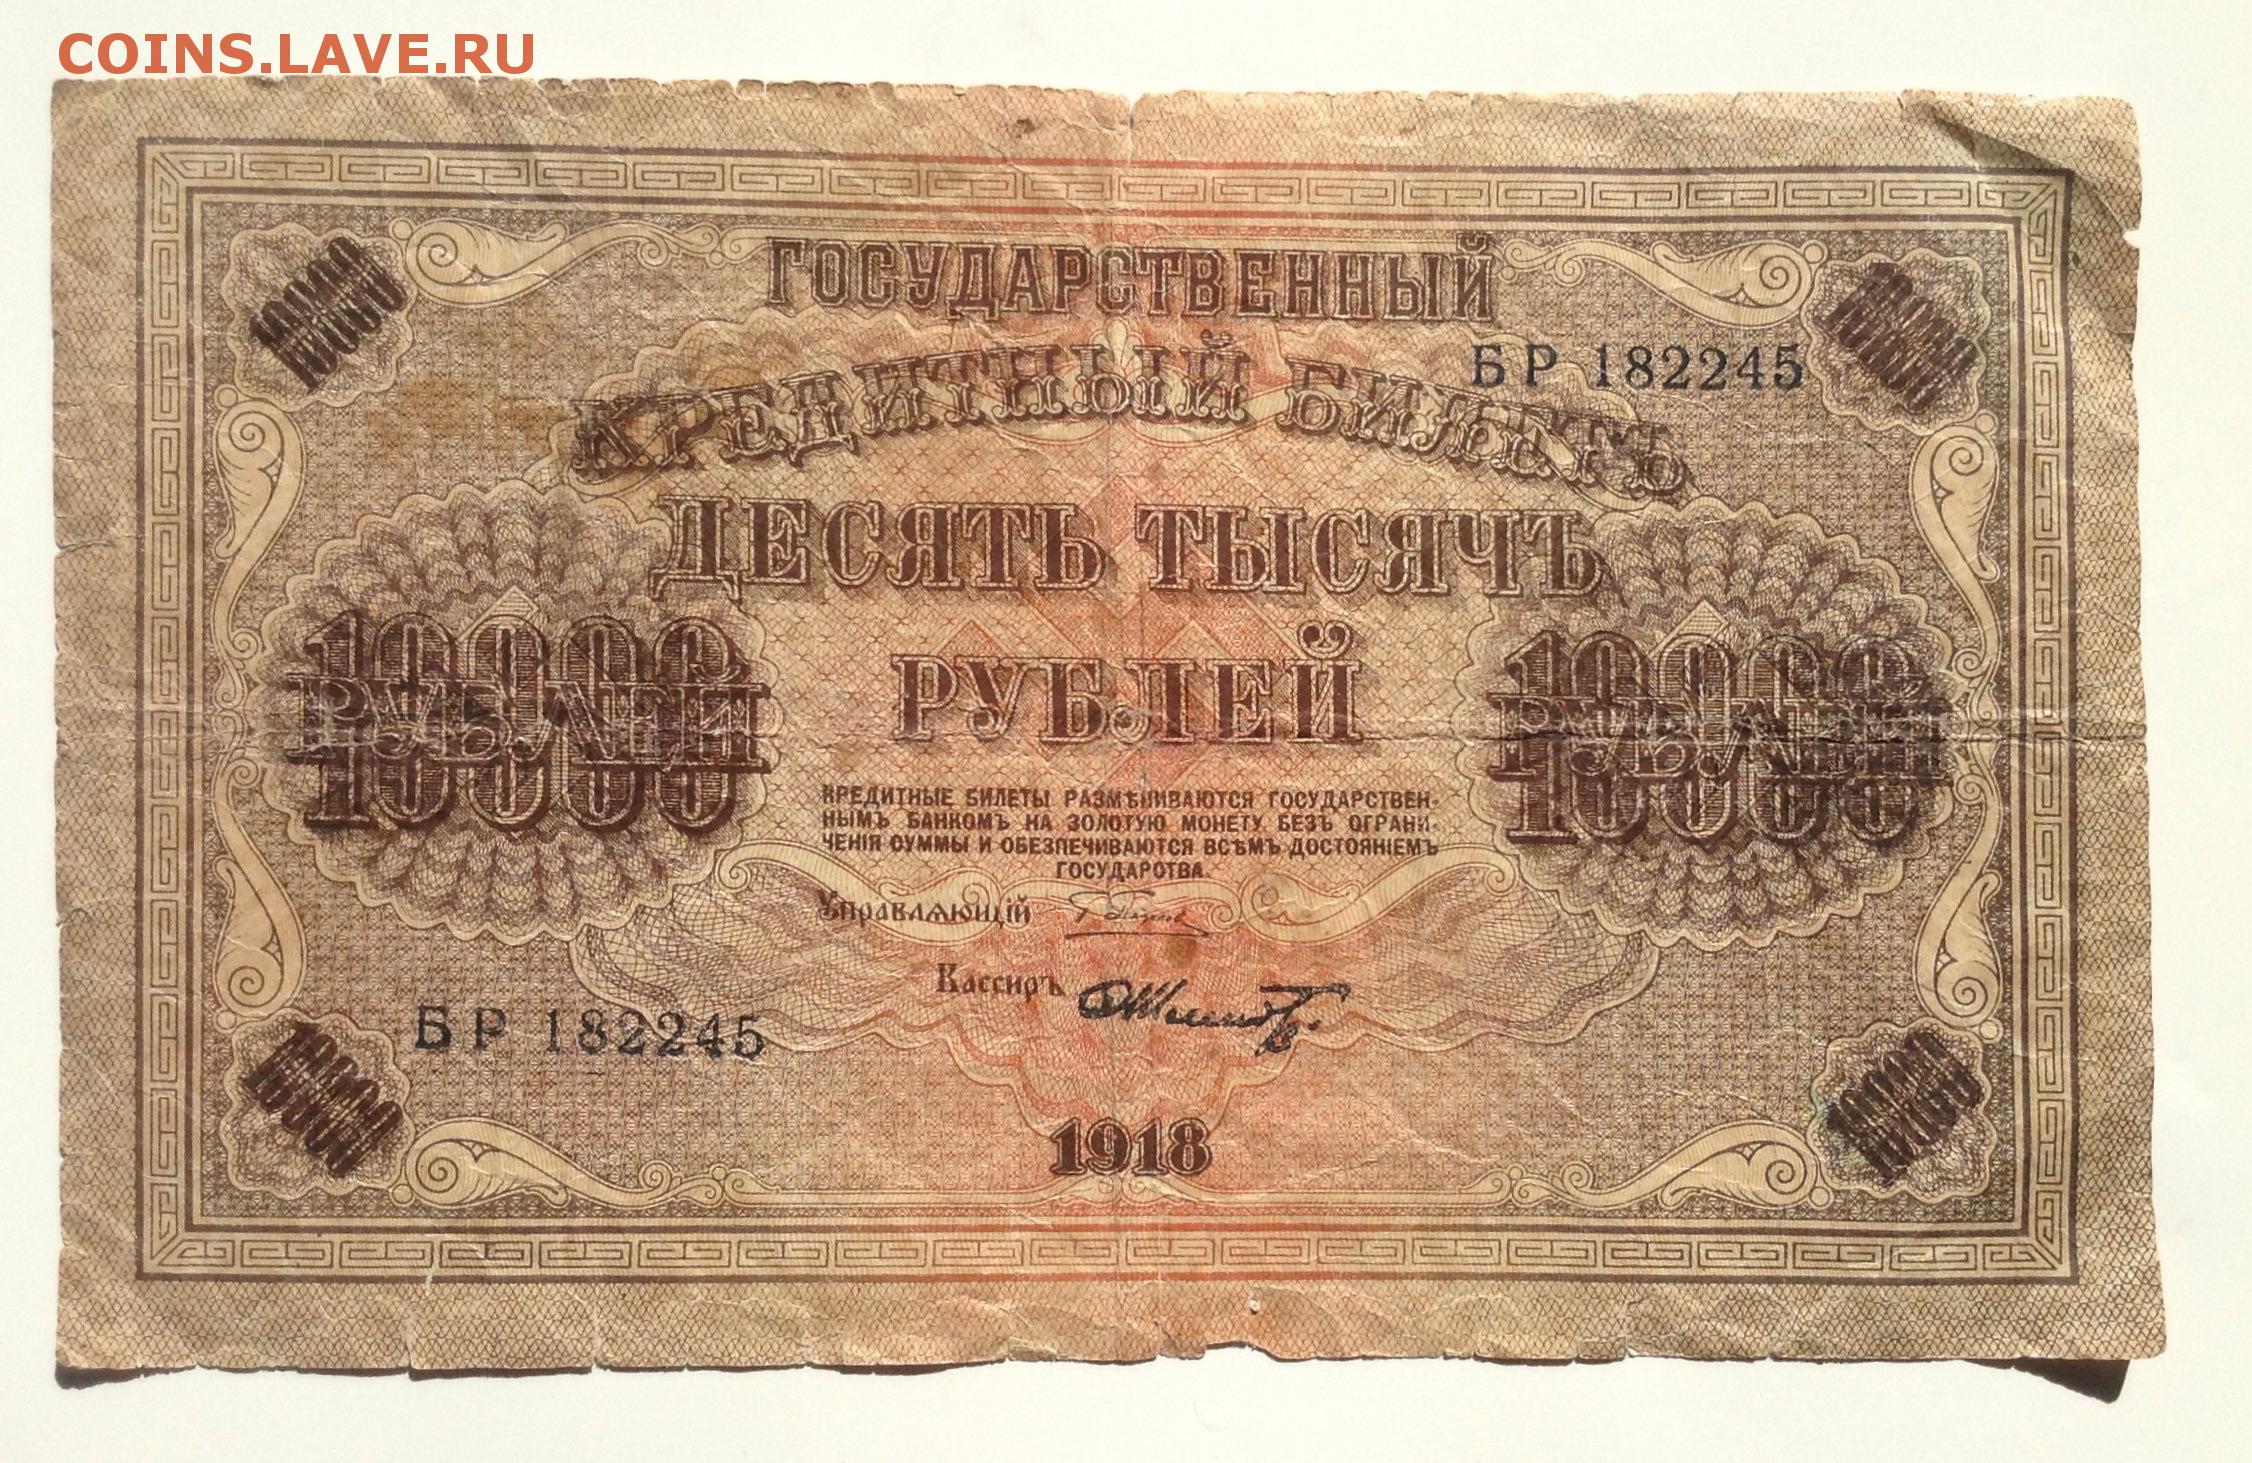 COINS.LAVE.RU
10000
10000
ГОСУДАРСТВЕННЫЙ
БР 182245
КРЕДИТНЫЙ БИЛЕТЪ
ДЕСЯТЬ ТЫСЯЧЪ
10000
РУБЛЕЙ
10000
РУБЛЕЙ
10000
РУБЛЕЙ
10000
КРЕДИТНЫЕ БИЛЕТЫ РАЗМѢНИВАЮТСЯ ГОСУДАРСТВЕН-
НЫМЪ БАНКОМЪ НА ЗОЛОТУЮ МОНЕТУ БЕЗЪ ОГРАНИ-
ЧЕНІЯ СУММЫ И ОБЕЗПЕЧИВАЮТСЯ ВСѢМЪ ДОСТОЯНІЕМЪ
ГОСУДАРСТВА.
Управляющій
Кассиръ
БР 182245
10000
10000
1918